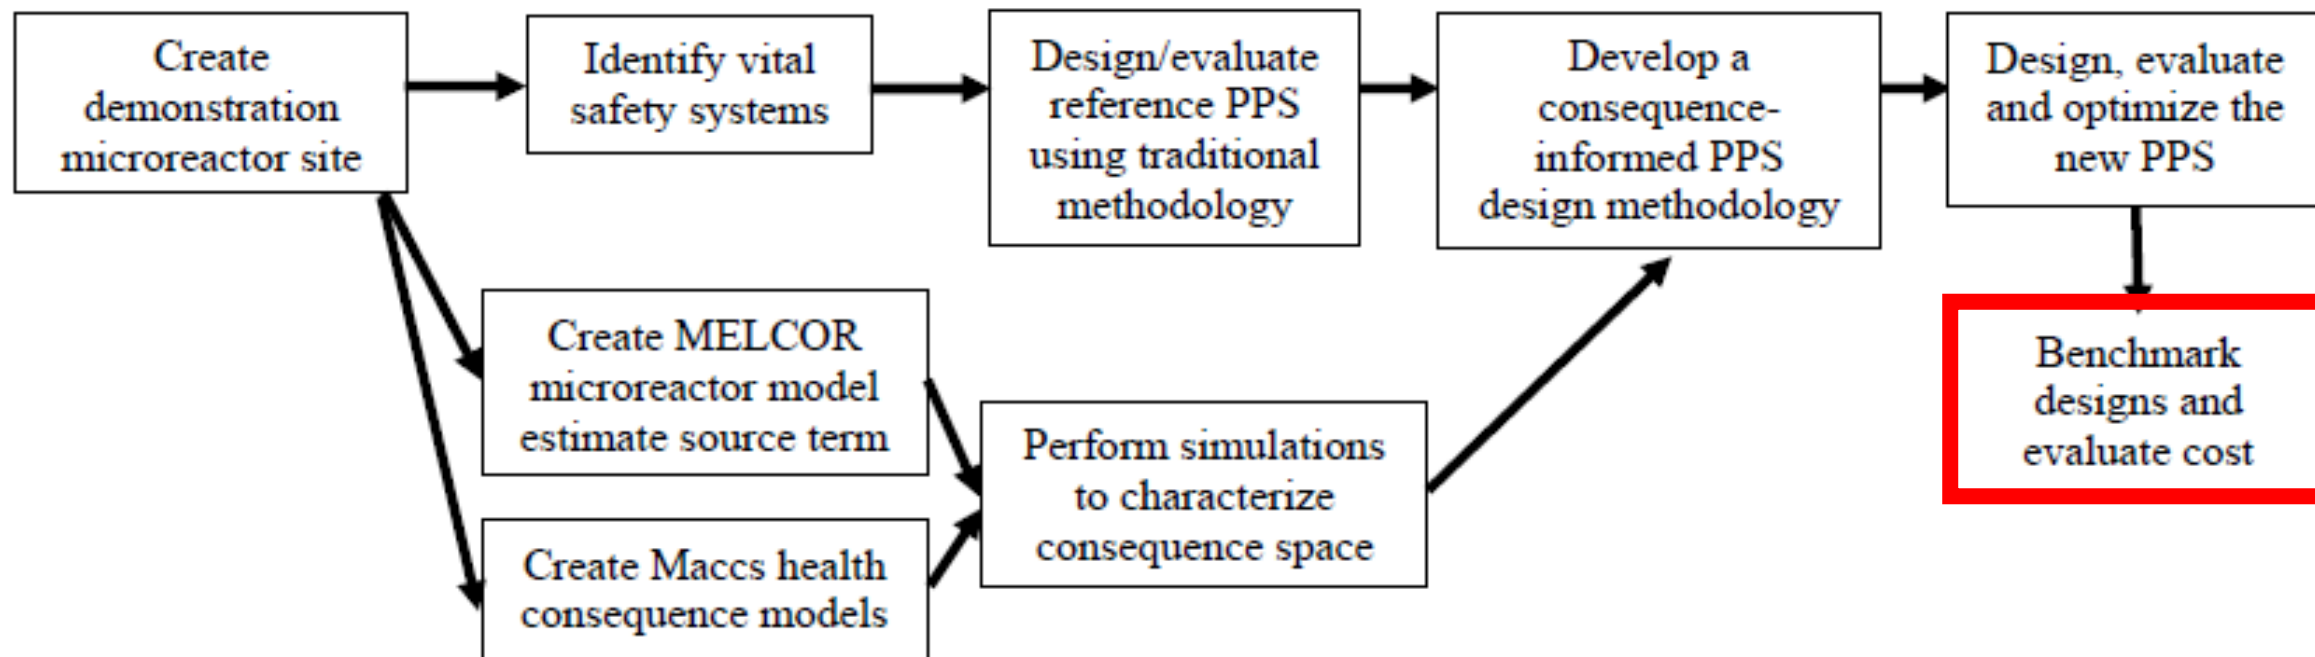 Create
demonstration
microreactor site
Identify vital
safety systems
Design/evaluate
reference PPS
using traditional
methodology
Develop a
consequence-
informed PPS
design methodology
Design, evaluate
and optimize the
new PPS
Create MELCOR
microreactor model
estimate source term
Create Maccs health
consequence models
Perform simulations
to characterize
consequence space
Benchmark
designs and
evaluate cost